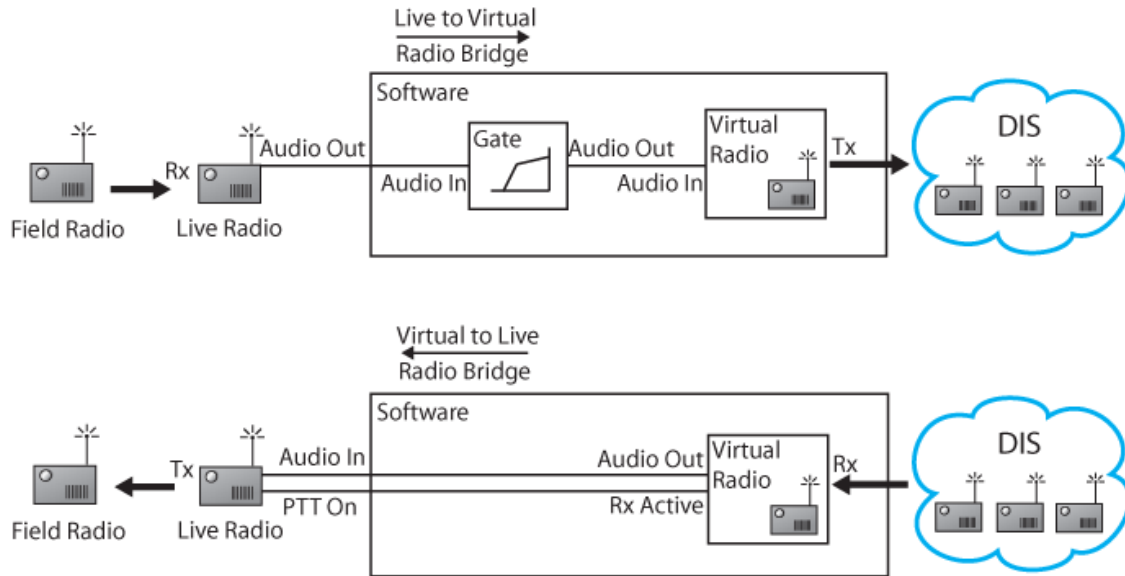 Live to Virtual
Radio Bridge
Software
Gate
Virtual
Radio
DIS
Audio Out
Audio Out
Tx
Rx
Audio In
Audio In
Field Radio
Live Radio
Virtual to Live
Radio Bridge
Software
DIS
Audio In
Audio Out
Virtual
Radio
Rx
Tx
PTT On
Rx Active
Field Radio
Live Radio